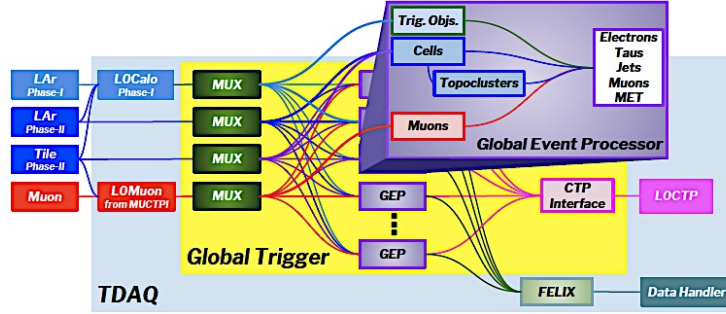 Trig. Objs.
Cells
Topoclusters
Muons
Electrons
Taus
Jets
Muons
MET
Global Event Processor
LAr
Phase-I
LAr
Phase-II
Tile
Phase-II
Muon
L0Calo
Phase-I
L0Muon
from MUCTPI
MUX
MUX
MUX
MUX
GEP
GEP
CTP
Interface
L0CTP
Global Trigger
TDAQ
FELIX
Data Handler